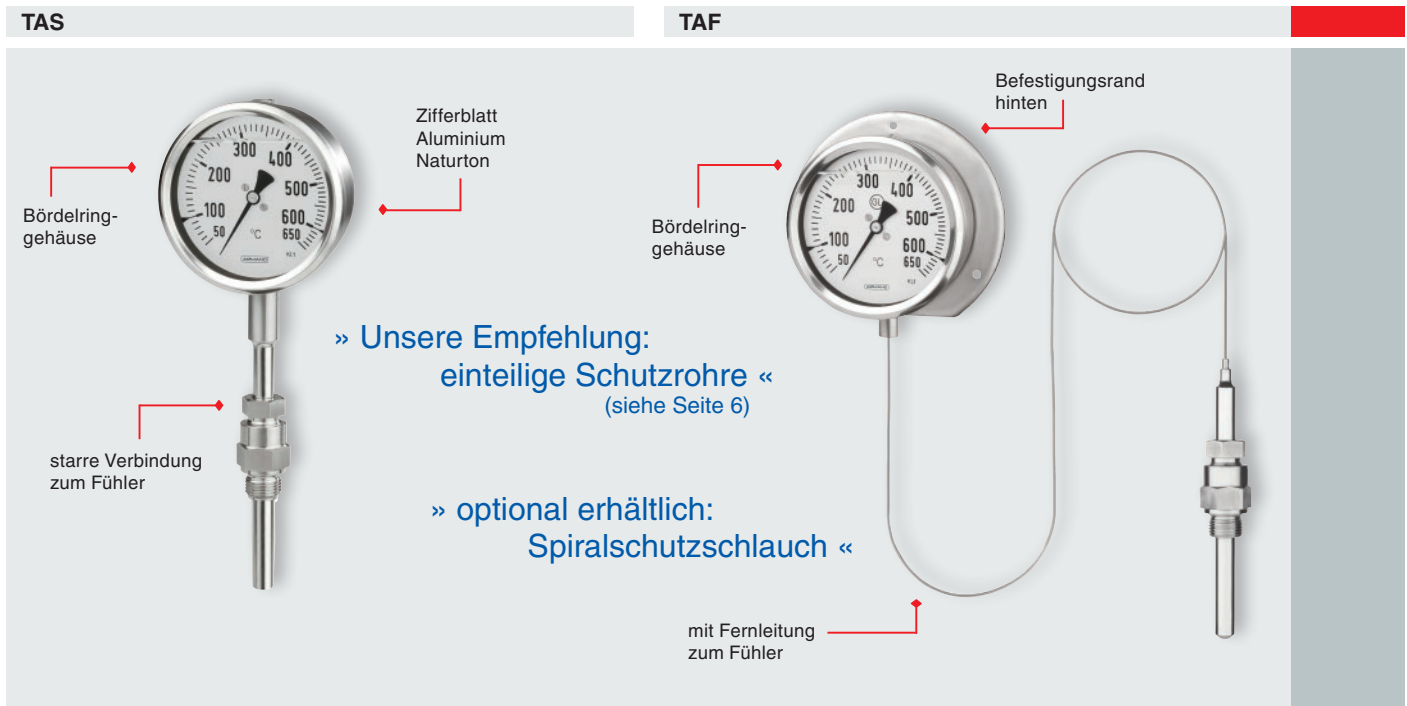 TAS
TAF
Bördelring-
gehäuse
Zifferblatt
Aluminium
Naturton
50
100
200
300
400
500
600
650
°C
starre Verbindung
zum Fühler
Befestigungsrand
hinten
Bördelring-
gehäuse
50
100
200
300
400
500
600
650
GL
°C
» Unsere Empfehlung:
einteilige Schutzrohre «
(siehe Seite 6)
» optional erhältlich:
Spiralschutzschlauch «
mit Fernleitung
zum Fühler